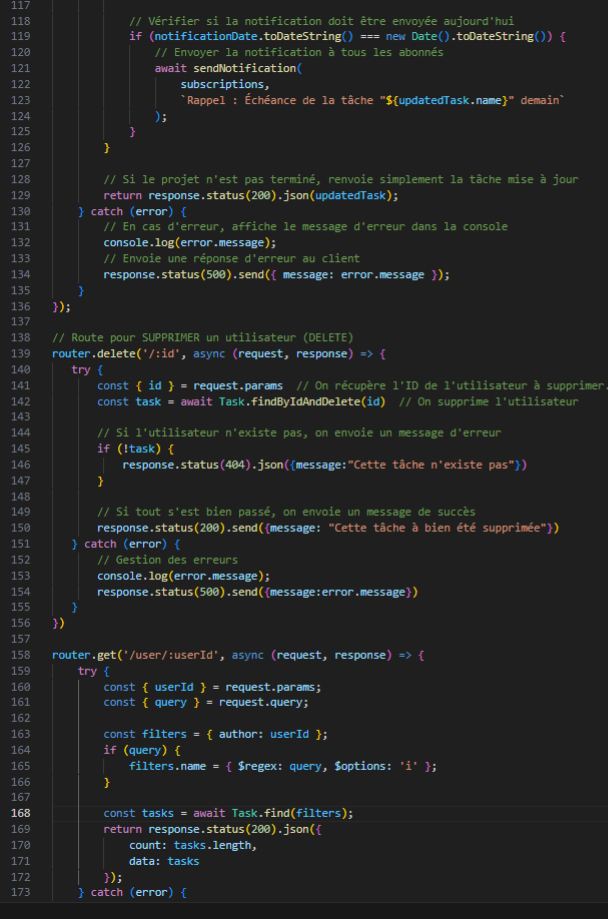 117
118 // Vérifier si la notification doit être envoyée aujourd'hui
119 if (notificationDate.toDateString() === new Date().toDateString()) {
120 // Envoyer la notification à tous les abonnés
121 await sendNotification(
122 subscriptions,
123 `Rappel : Échéance de la tâche "${updatedTask.name}" demain`
124 );
125 }
126 }
127
128 // Si le projet n'est pas terminé, renvoie simplement la tâche mise à jour
129 return response.status(200).json(updatedTask);
130 } catch (error) {
131 // En cas d'erreur, affiche le message d'erreur dans la console
132 console.log(error.message);
133 // Envoie une réponse d'erreur au client
134 response.status(500).send({ message: error.message });
135 }
136 });
137
138 // Route pour SUPPRIMER un utilisateur (DELETE)
139 router.delete('/:id', async (request, response) => {
140 try {
141 const { id } = request.params // On récupère l'ID de l'utilisateur à supprimer.
142 const task = await Task.findByIdAndDelete(id) // On supprime l'utilisateur
143
144 // Si l'utilisateur n'existe pas, on envoie un message d'erreur
145 if (!task) {
146 response.status(404).json({message:"Cette tâche n'existe pas"})
147 }
148
149 // Si tout s'est bien passé, on envoie un message de succès
150 response.status(200).send({message: "Cette tâche à bien été supprimée"})
151 } catch (error) {
152 // Gestion des erreurs
153 console.log(error.message);
154 response.status(500).send({message:error.message})
155 }
156 })
157
158 router.get('/user/:userId', async (request, response) => {
159 try {
160 const { userId } = request.params;
161 const { query } = request.query;
162
163 const filters = { author: userId };
164 if (query) {
165 filters.name = { $regex: query, $options: 'i' };
166 }
167
168 const tasks = await Task.find(filters);
169 return response.status(200).json({
170 count: tasks.length,
171 data: tasks
172 });
173 } catch (error) {